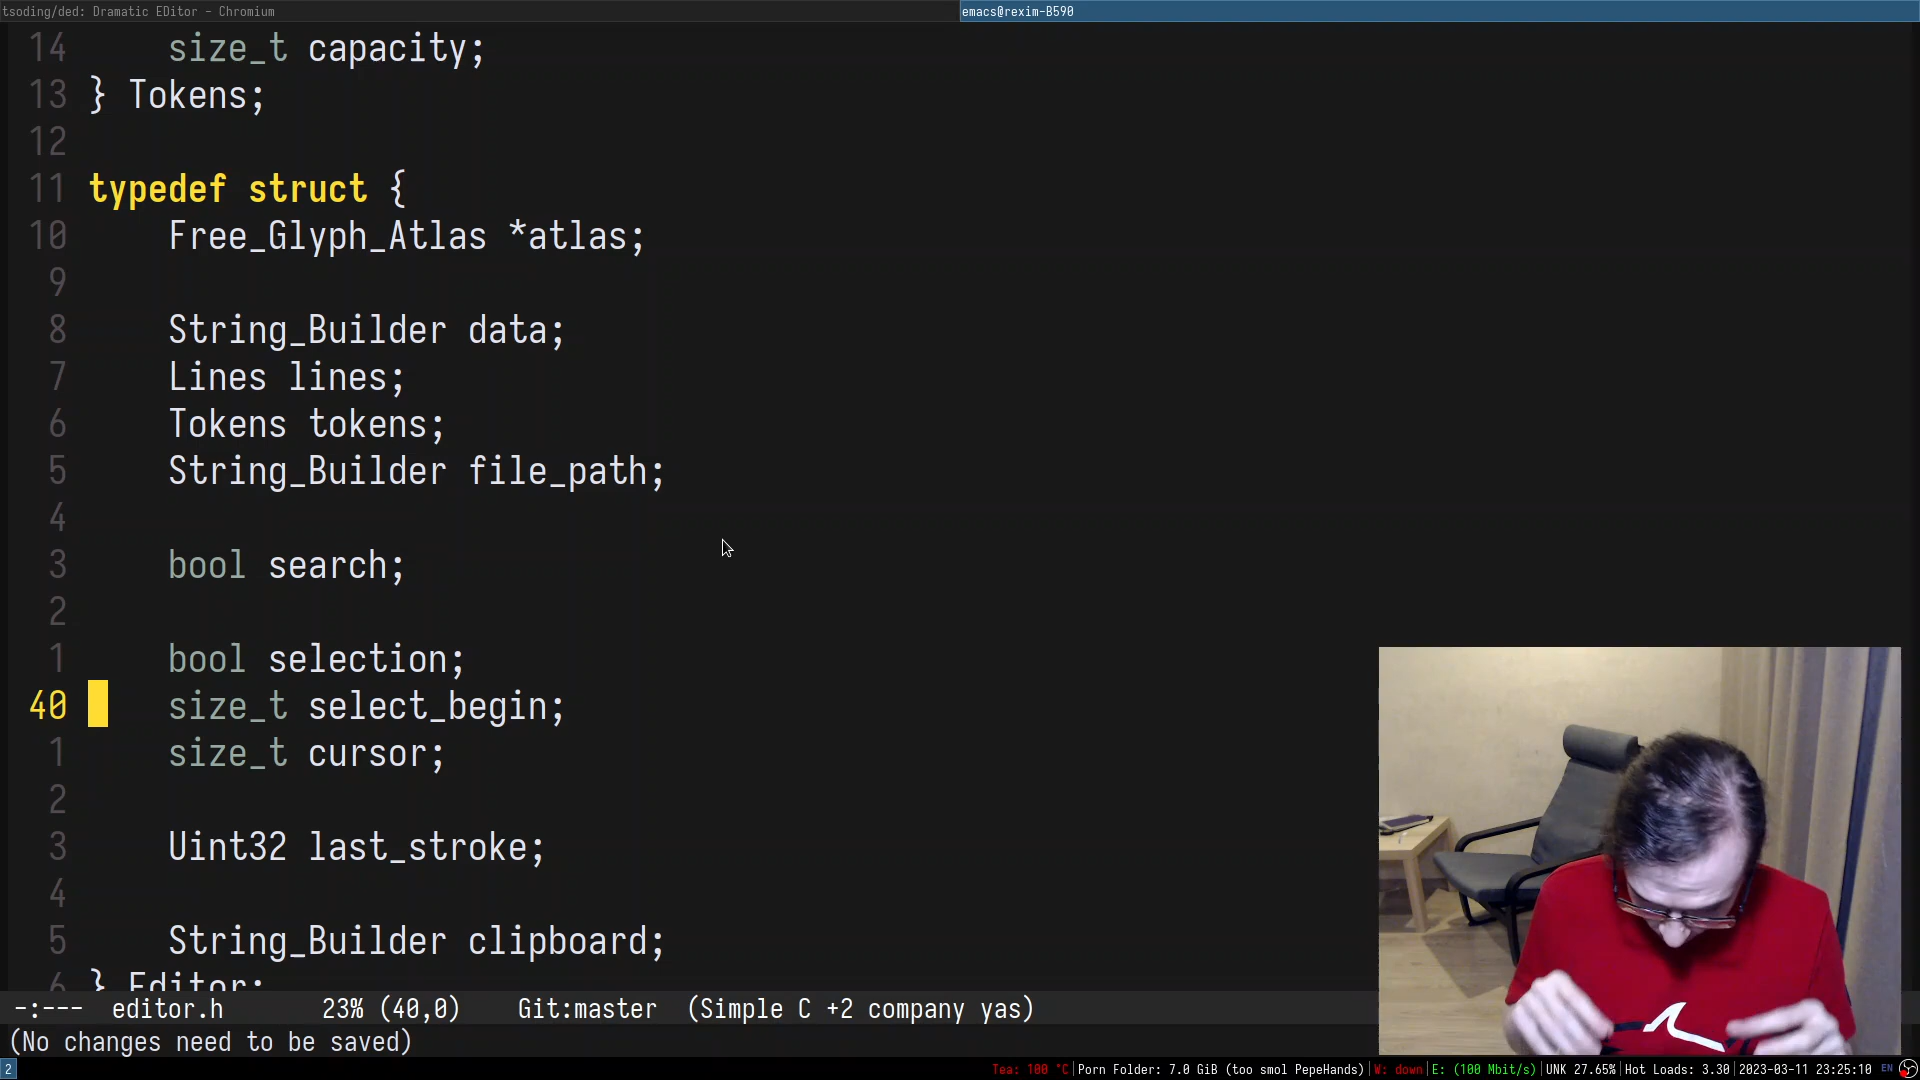 tsoding/ded: Dramatic EDitor - Chromium
emacs@rexim-B590
14 size_t capacity;
13 } Tokens;
12
11 typedef struct {
10 Free_Glyph_Atlas *atlas;
9
8 String_Builder data;
7 Lines lines;
6 Tokens tokens;
5 String_Builder file_path;
4
3 bool search;
2
1 bool selection;
40 size_t select_begin;
1 size_t cursor;
2
3 Uint32 last_stroke;
4
5 String_Builder clipboard;
6 } Editor;
-:--- editor.h 23% (40,0) Git:master (Simple C +2 company yas)
(No changes need to be saved)
2 Tea: 100 °C|Porn Folder: 7.0 GiB (too smol PepeHands)|W: down|E: (100 Mbit/s)|UNK 27.65%|Hot Loads: 3.30|2023-03-11 23:25:10 EN